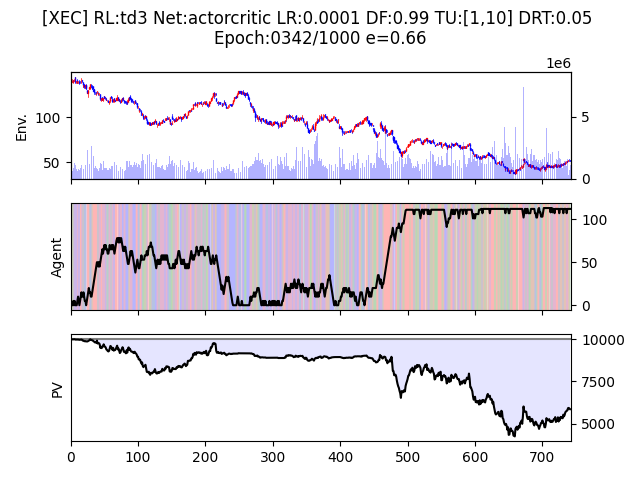 [XEC] RL:td3 Net:actorcritic LR:0.0001 DF:0.99 TU:[1,10] DRT:0.05
Epoch:0342/1000 e=0.66
1e6
Env.
100
50
5
0
Agent
100
50
0
PV
10000
7500
5000
0 100 200 300 400 500 600 700